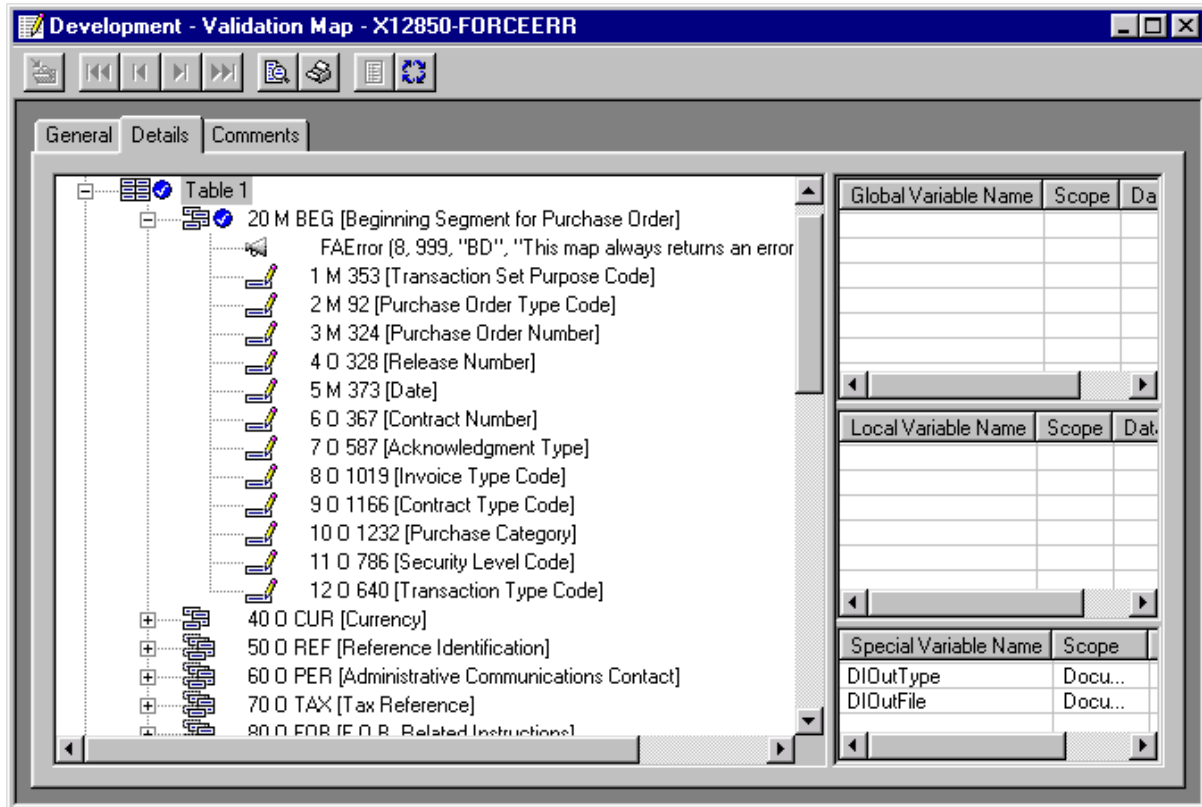 Development - Validation Map - X12850-FORCEERR
General Details Comments
Table 1
20 M BEG [Beginning Segment for Purchase Order]
FAError (8, 999, "BD", "This map always returns an error
1 M 353 [Transaction Set Purpose Code]
2 M 92 [Purchase Order Type Code]
3 M 324 [Purchase Order Number]
4 O 328 [Release Number]
5 M 373 [Date]
6 O 367 [Contract Number]
7 O 587 [Acknowledgment Type]
8 O 1019 [Invoice Type Code]
9 O 1166 [Contract Type Code]
10 O 1232 [Purchase Category]
11 O 786 [Security Level Code]
12 O 640 [Transaction Type Code]
40 O CUR [Currency]
50 O REF [Reference Identification]
60 O PER [Administrative Communications Contact]
70 O TAX [Tax Reference]
80 O FOB [F.O.B. Related Instructions]
Global Variable Name Scope Da
Local Variable Name Scope Dat
Special Variable Name Scope
DIOutType Docu...
DIOutFile Docu...